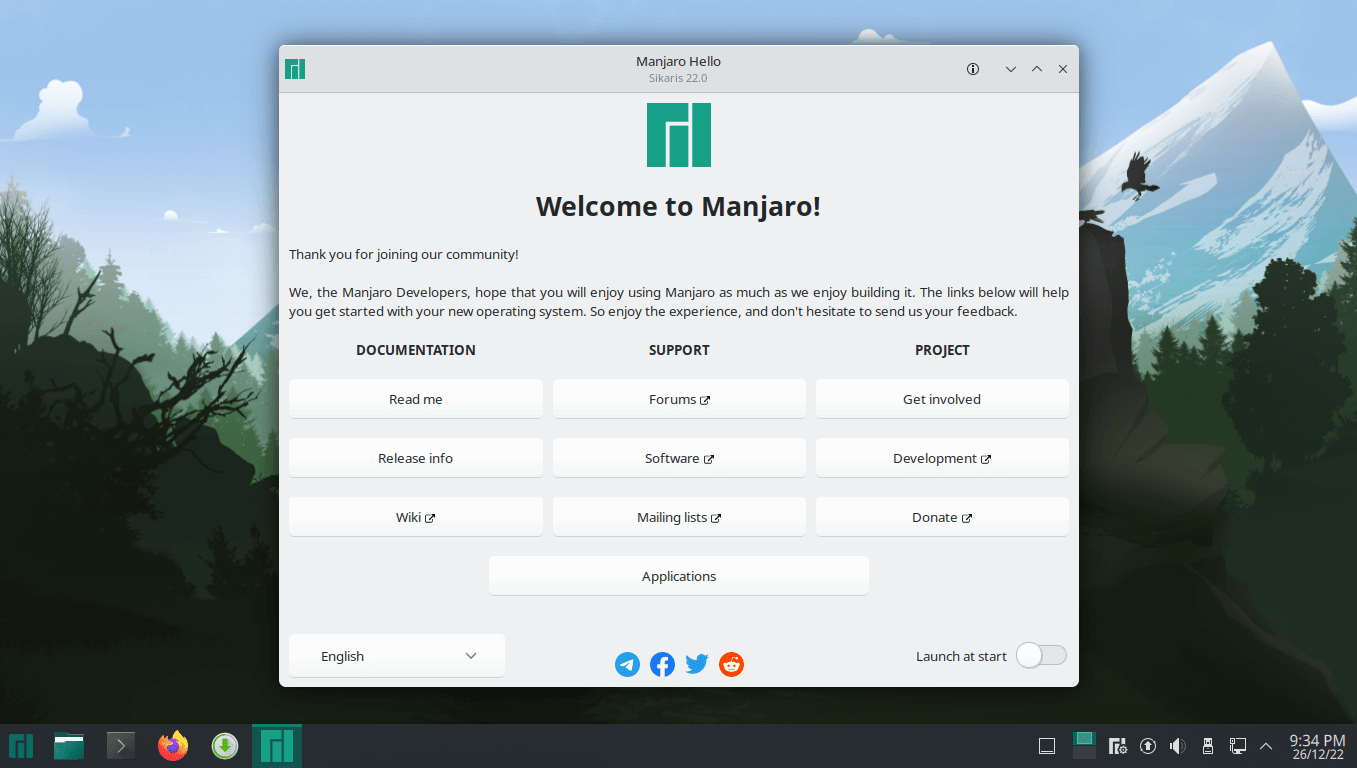 Manjaro Hello
Sikaris 22.0
Welcome to Manjaro!
Thank you for joining our community!
We, the Manjaro Developers, hope that you will enjoy using Manjaro as much as we enjoy building it. The links below will help
you get started with your new operating system. So enjoy the experience, and don't hesitate to send us your feedback.
DOCUMENTATION SUPPORT PROJECT
Read me Forums Get involved
Release info Software Development
Wiki Mailing lists Donate
Applications
English Launch at start
9:34 PM
26/12/22